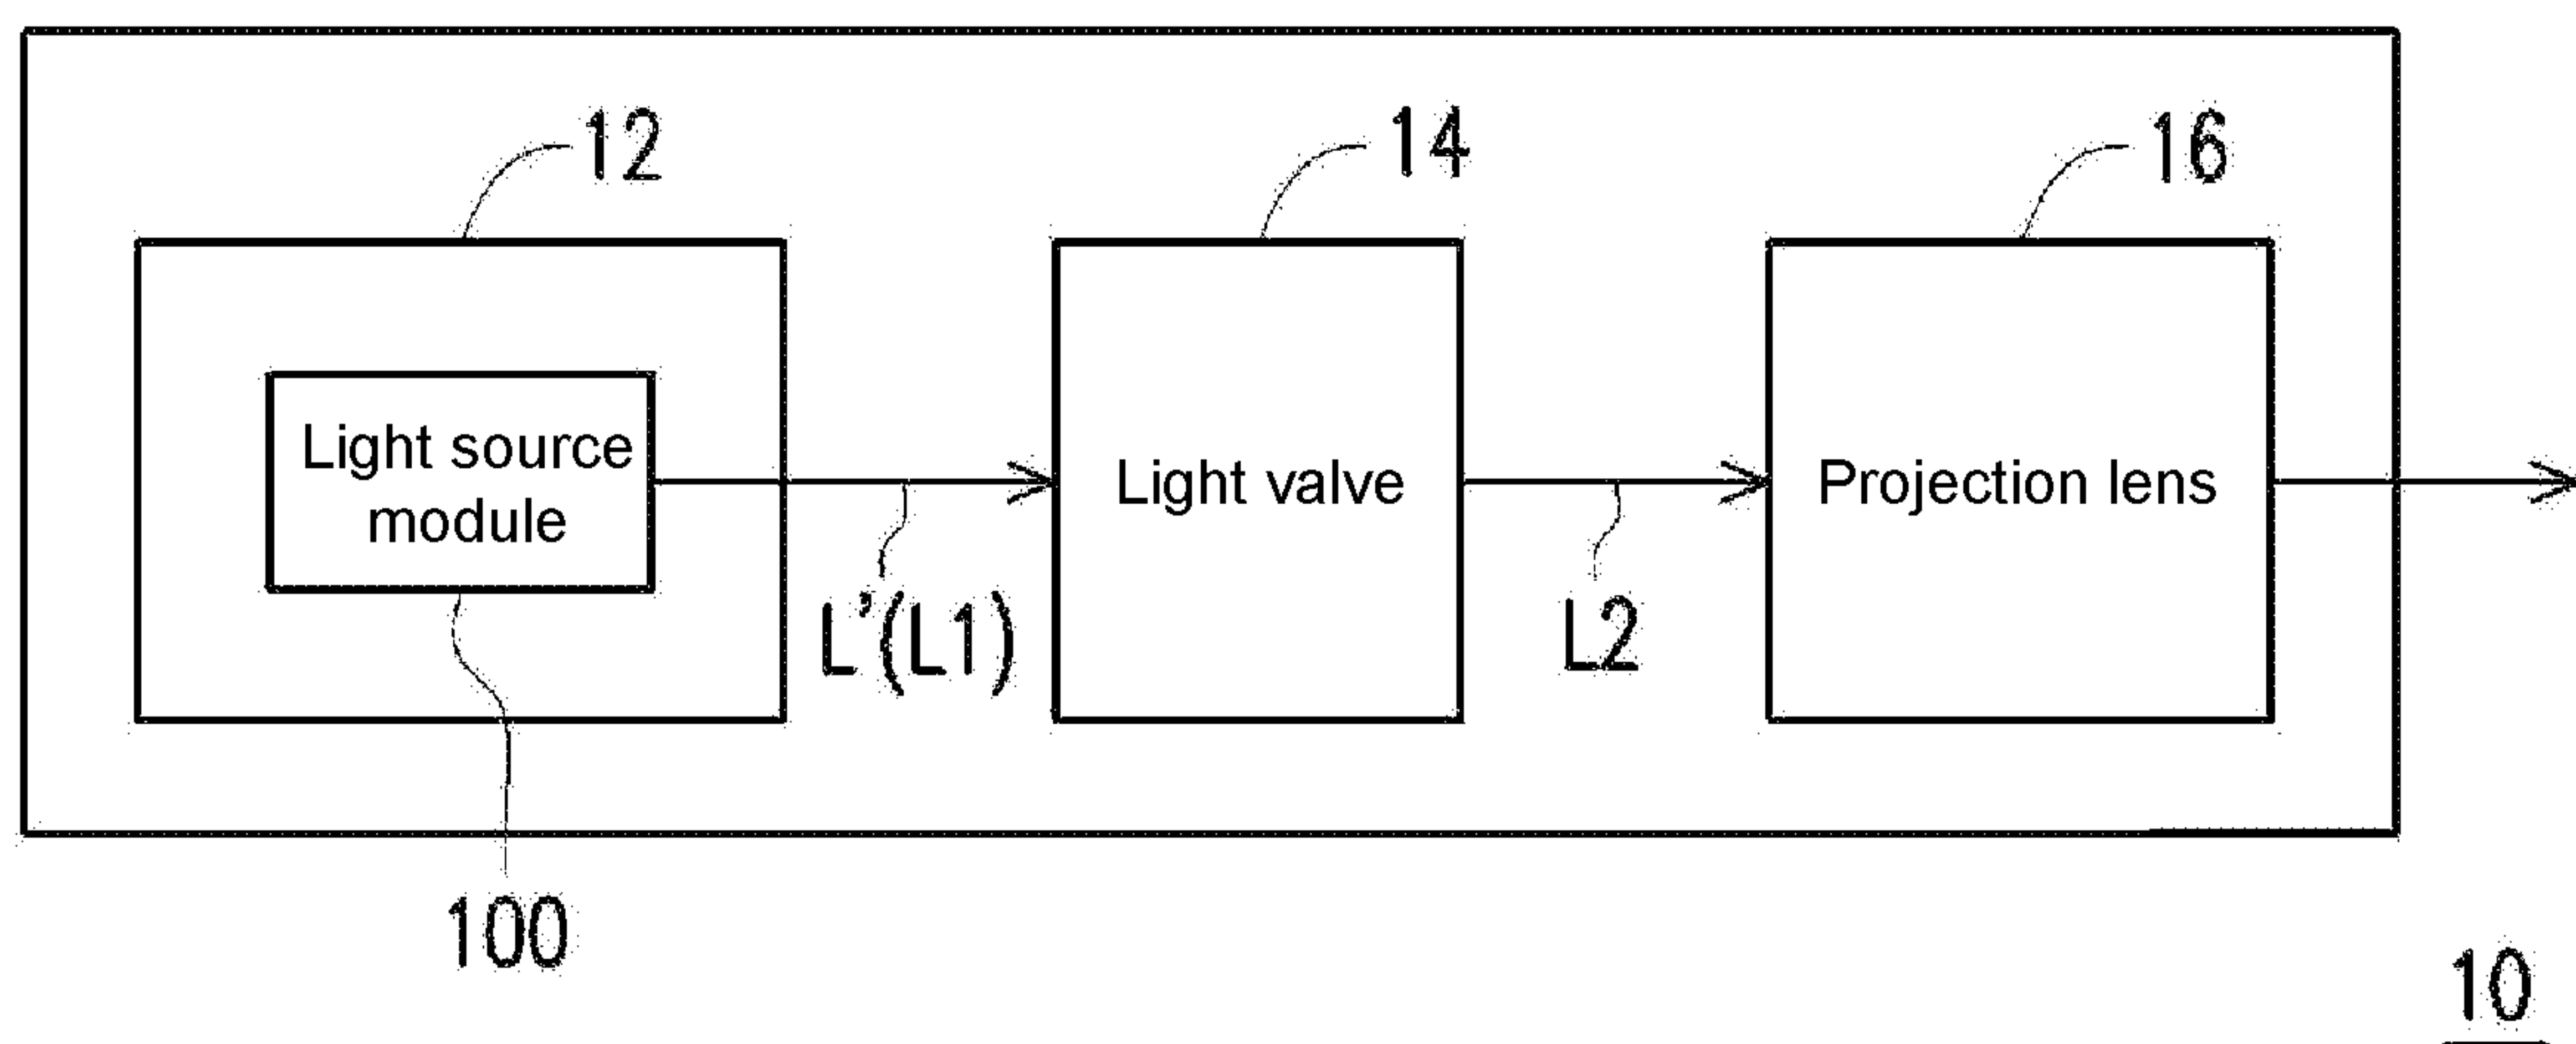 12
14
16
Light source
module
Light valve
Projection lens
L'(L1)
L2
100
10